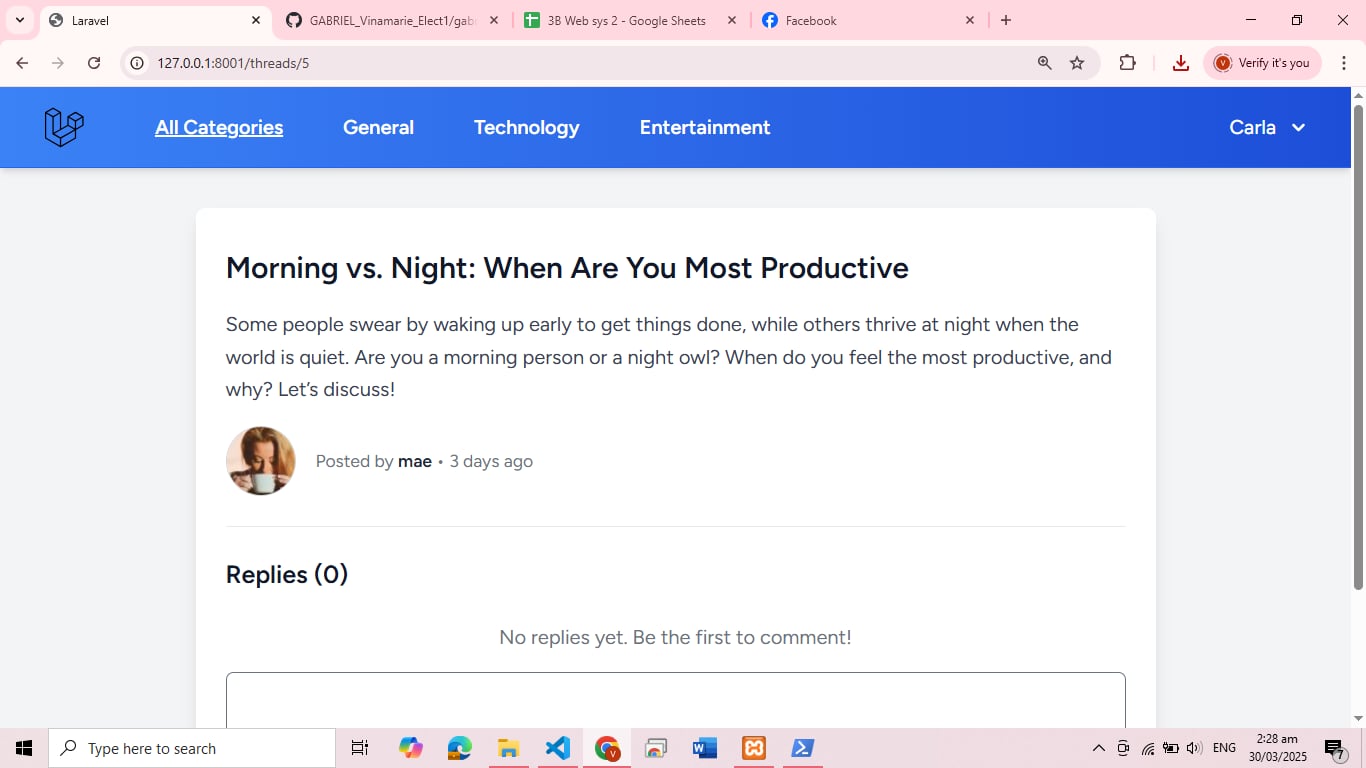 Laravel
GABRIEL_Vinamarie_Elect1/gab
3B Web sys 2 - Google Sheets
Facebook
127.0.0.1:8001/threads/5
Verify it's you
All Categories
General
Technology
Entertainment
Carla
Morning vs. Night: When Are You Most Productive
Some people swear by waking up early to get things done, while others thrive at night when the
world is quiet. Are you a morning person or a night owl? When do you feel the most productive, and
why? Let’s discuss!
Posted by mae • 3 days ago
Replies (0)
No replies yet. Be the first to comment!
Type here to search
ENG
2:28 am
30/03/2025
7